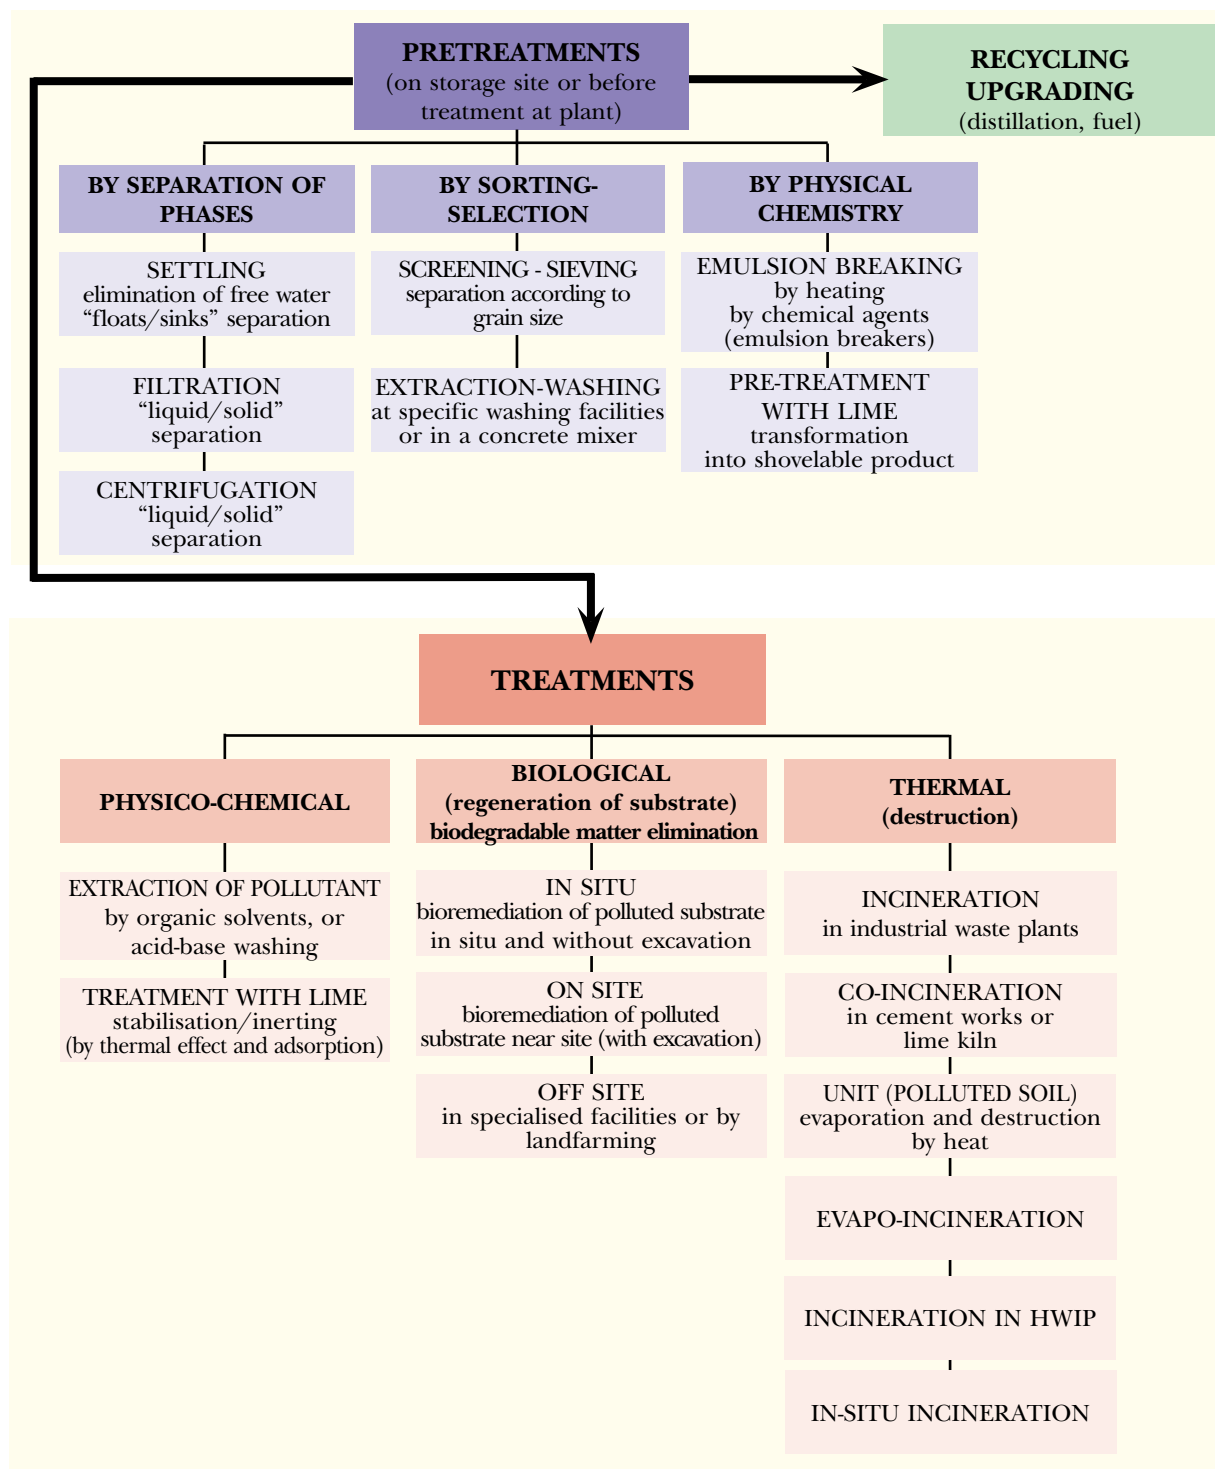 PRETREATMENTS
(on storage site or before
treatment at plant)
RECYCLING
UPGRADING
(distillation, fuel)
BY SEPARATION OF
PHASES
SETTLING
elimination of free water
“floats/sinks” separation
FILTRATION
“liquid/solid”
separation
CENTRIFUGATION
“liquid/solid”
separation
BY SORTING-
SELECTION
SCREENING - SIEVING
separation according to
grain size
EXTRACTION-WASHING
at specific washing facilities
or in a concrete mixer
BY PHYSICAL
CHEMISTRY
EMULSION BREAKING
by heating
by chemical agents
(emulsion breakers)
PRE-TREATMENT
WITH LIME
transformation
into shovelable product
TREATMENTS
PHYSICO-CHEMICAL
EXTRACTION OF POLLUTANT
by organic solvents, or
acid-base washing
TREATMENT WITH LIME
stabilisation/inerting
(by thermal effect and adsorption)
BIOLOGICAL
(regeneration of substrate)
biodegradable matter elimination
IN SITU
bioremediation of polluted substrate
in situ and without excavation
ON SITE
bioremediation of polluted
substrate near site (with excavation)
OFF SITE
in specialised facilities or by
landfarming
THERMAL
(destruction)
INCINERATION
in industrial waste plants
CO-INCINERATION
in cement works or
lime kiln
UNIT (POLLUTED SOIL)
evaporation and destruction
by heat
EVAPO-INCINERATION
INCINERATION IN HWIP
IN-SITU INCINERATION